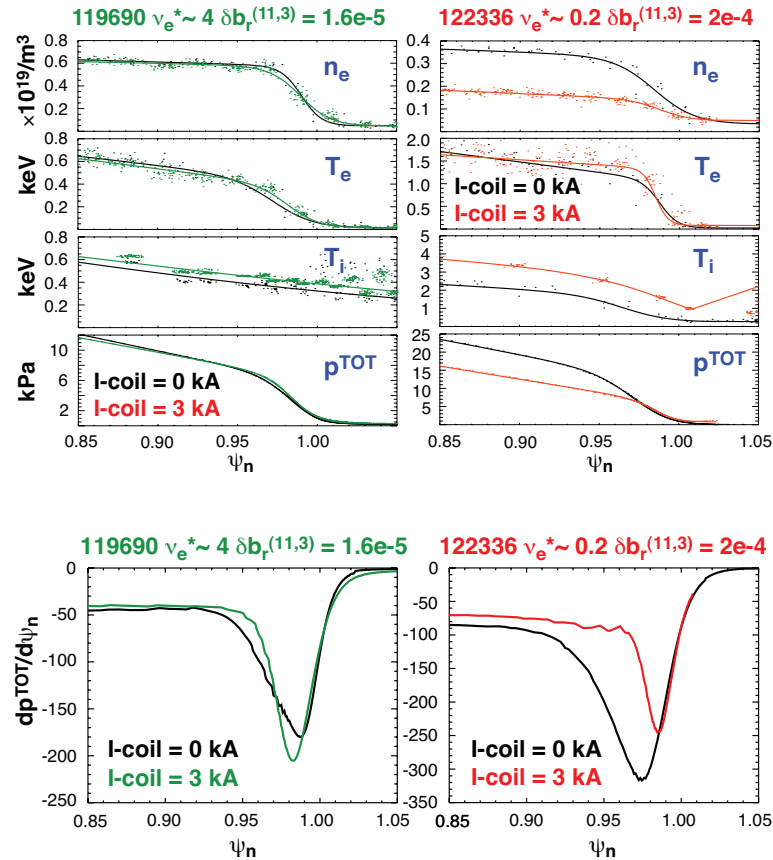 119690 νₑ*~ 4 δbᵣ⁽¹¹,³⁾ = 1.6e-5
0.8
0.6
0.4
0.2
×10¹⁹/m³
nₑ
0.8
0.6
0.4
0.2
keV
Tₑ
0.8
0.6
0.4
0.2
keV
Tᵢ
10
8
6
4
2
kPa
pᵀᴼᵀ
I-coil = 0 kA
I-coil = 3 kA
0.85 0.90 0.95 1.00
ψₙ
122336 νₑ*~ 0.2 δbᵣ⁽¹¹,³⁾ = 2e-4
0.4
0.3
0.2
0.1
0
nₑ
2.0
1.5
1.0
0.5
Tₑ
I-coil = 0 kA
I-coil = 3 kA
5
4
3
2
1
Tᵢ
25
20
15
10
5
pᵀᴼᵀ
0.85 0.90 0.95 1.00 1.05
ψₙ
119690 νₑ*~ 4 δbᵣ⁽¹¹,³⁾ = 1.6e-5
0
-50
-100
-150
-200
-250
dpᵀᴼᵀ/dψₙ
I-coil = 0 kA
I-coil = 3 kA
0.85 0.90 0.95 1.00 1.05
ψₙ
122336 νₑ*~ 0.2 δbᵣ⁽¹¹,³⁾ = 2e-4
0
-50
-100
-150
-200
-250
-300
-350
I-coil = 0 kA
I-coil = 3 kA
0.85 0.90 0.95 1.00 1.05
ψₙ